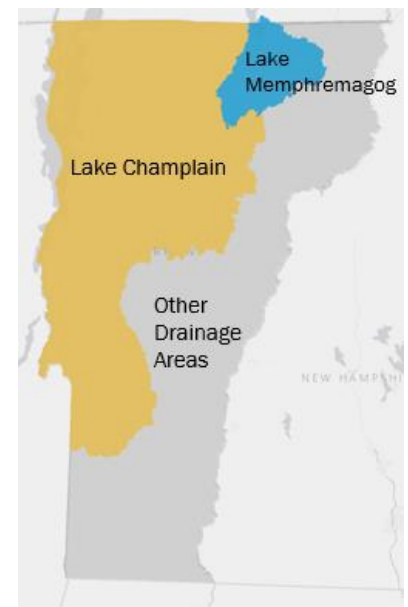 Lake
Memphremagog
Lake Champlain
Other
Drainage
Areas
NEW HAMPSHI